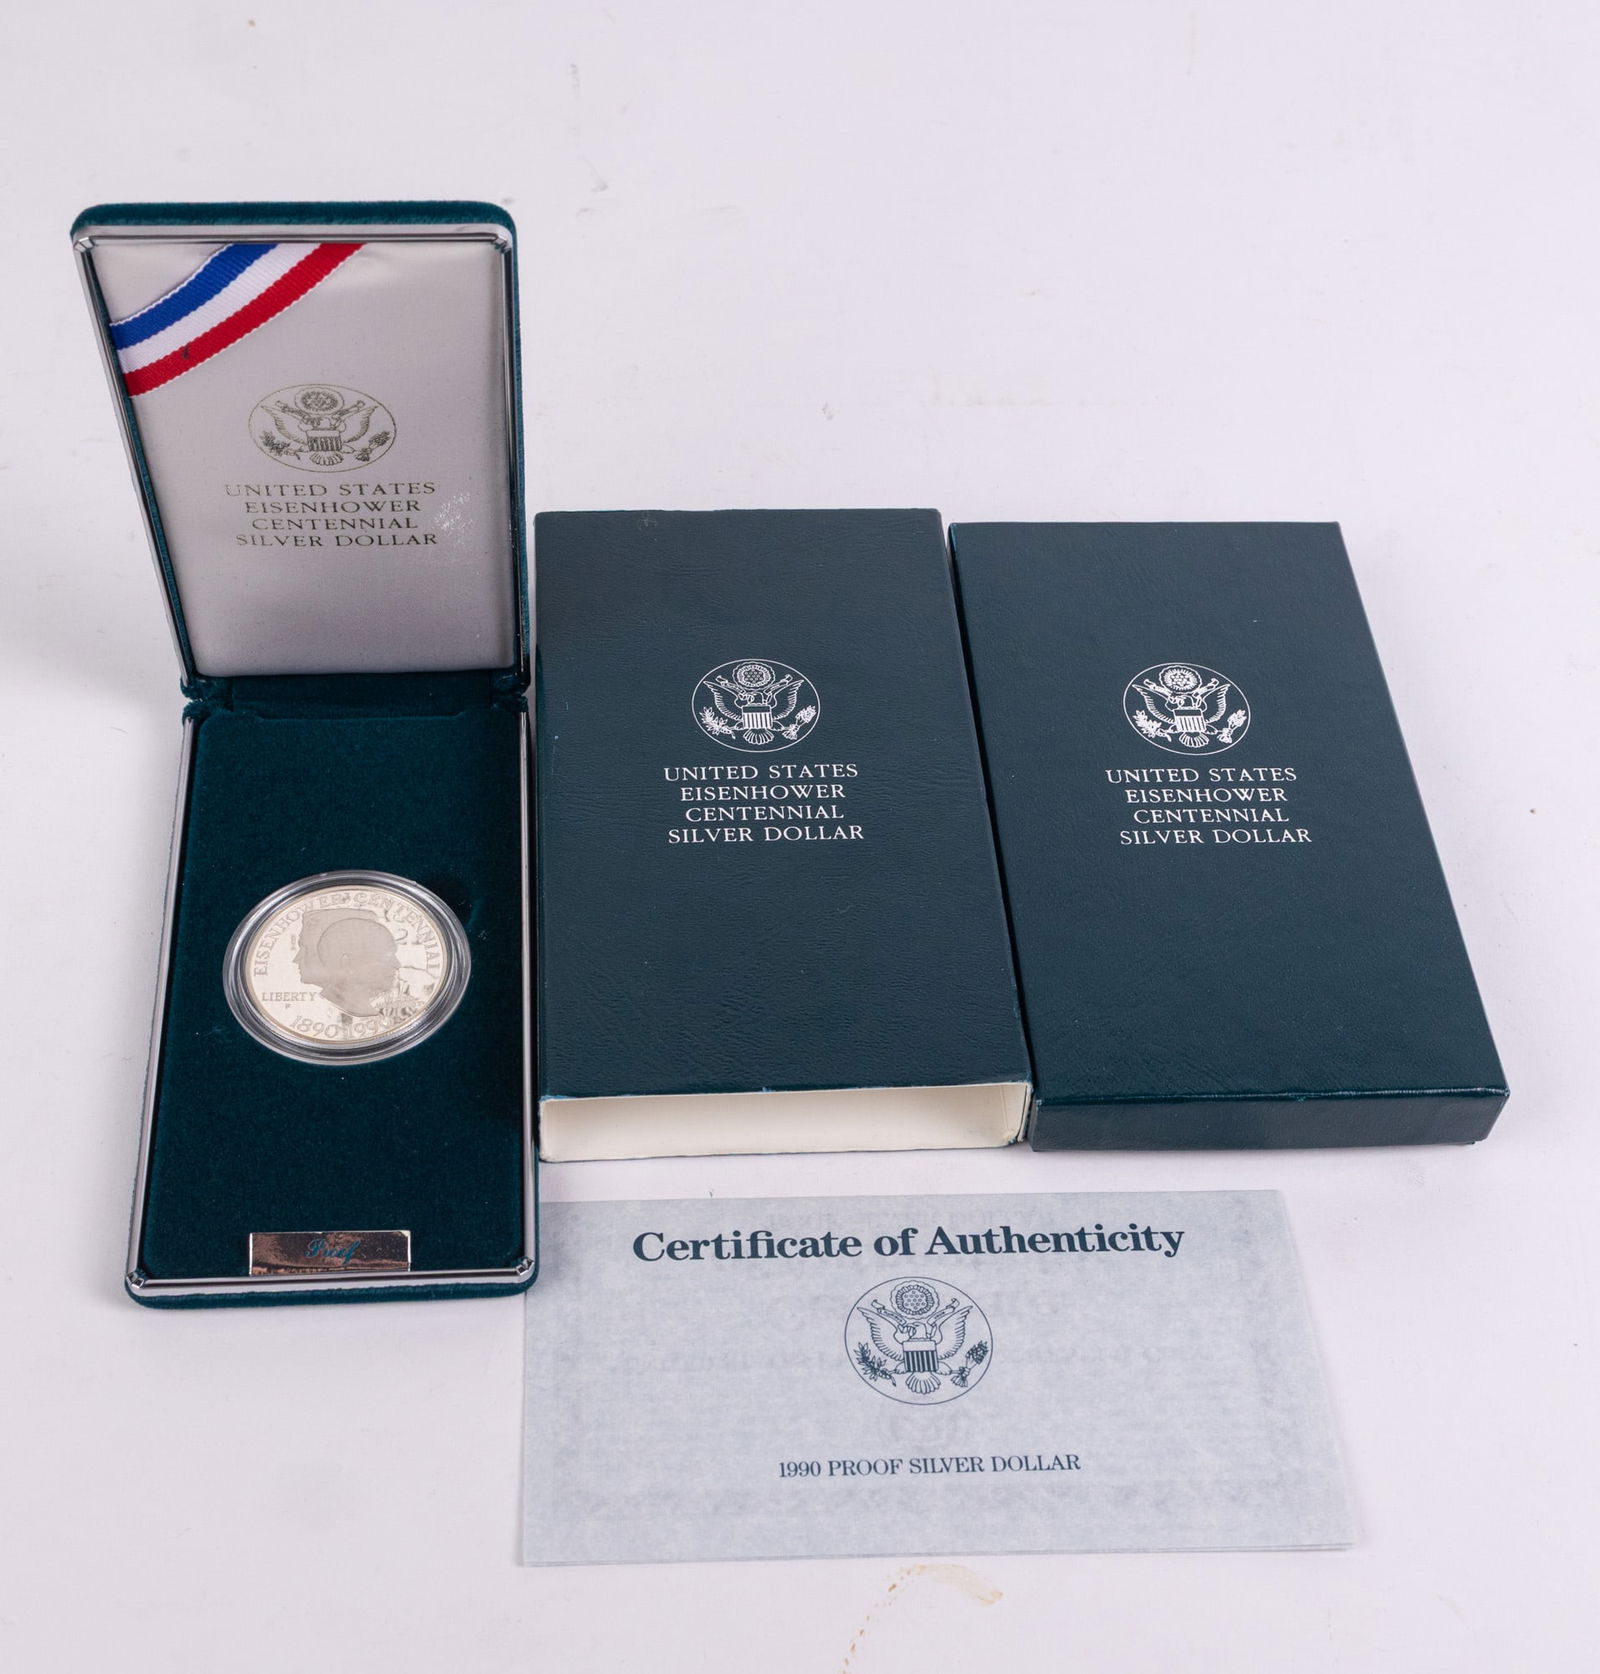 UNITED STATES
EISENHOWER
CENTENNIAL
SILVER DOLLAR
EISENHOWER CENTENNIAL
LIBERTY
P
1890-1990
Proof
UNITED STATES
EISENHOWER
CENTENNIAL
SILVER DOLLAR
UNITED STATES
EISENHOWER
CENTENNIAL
SILVER DOLLAR
Certificate of Authenticity
1990 PROOF SILVER DOLLAR